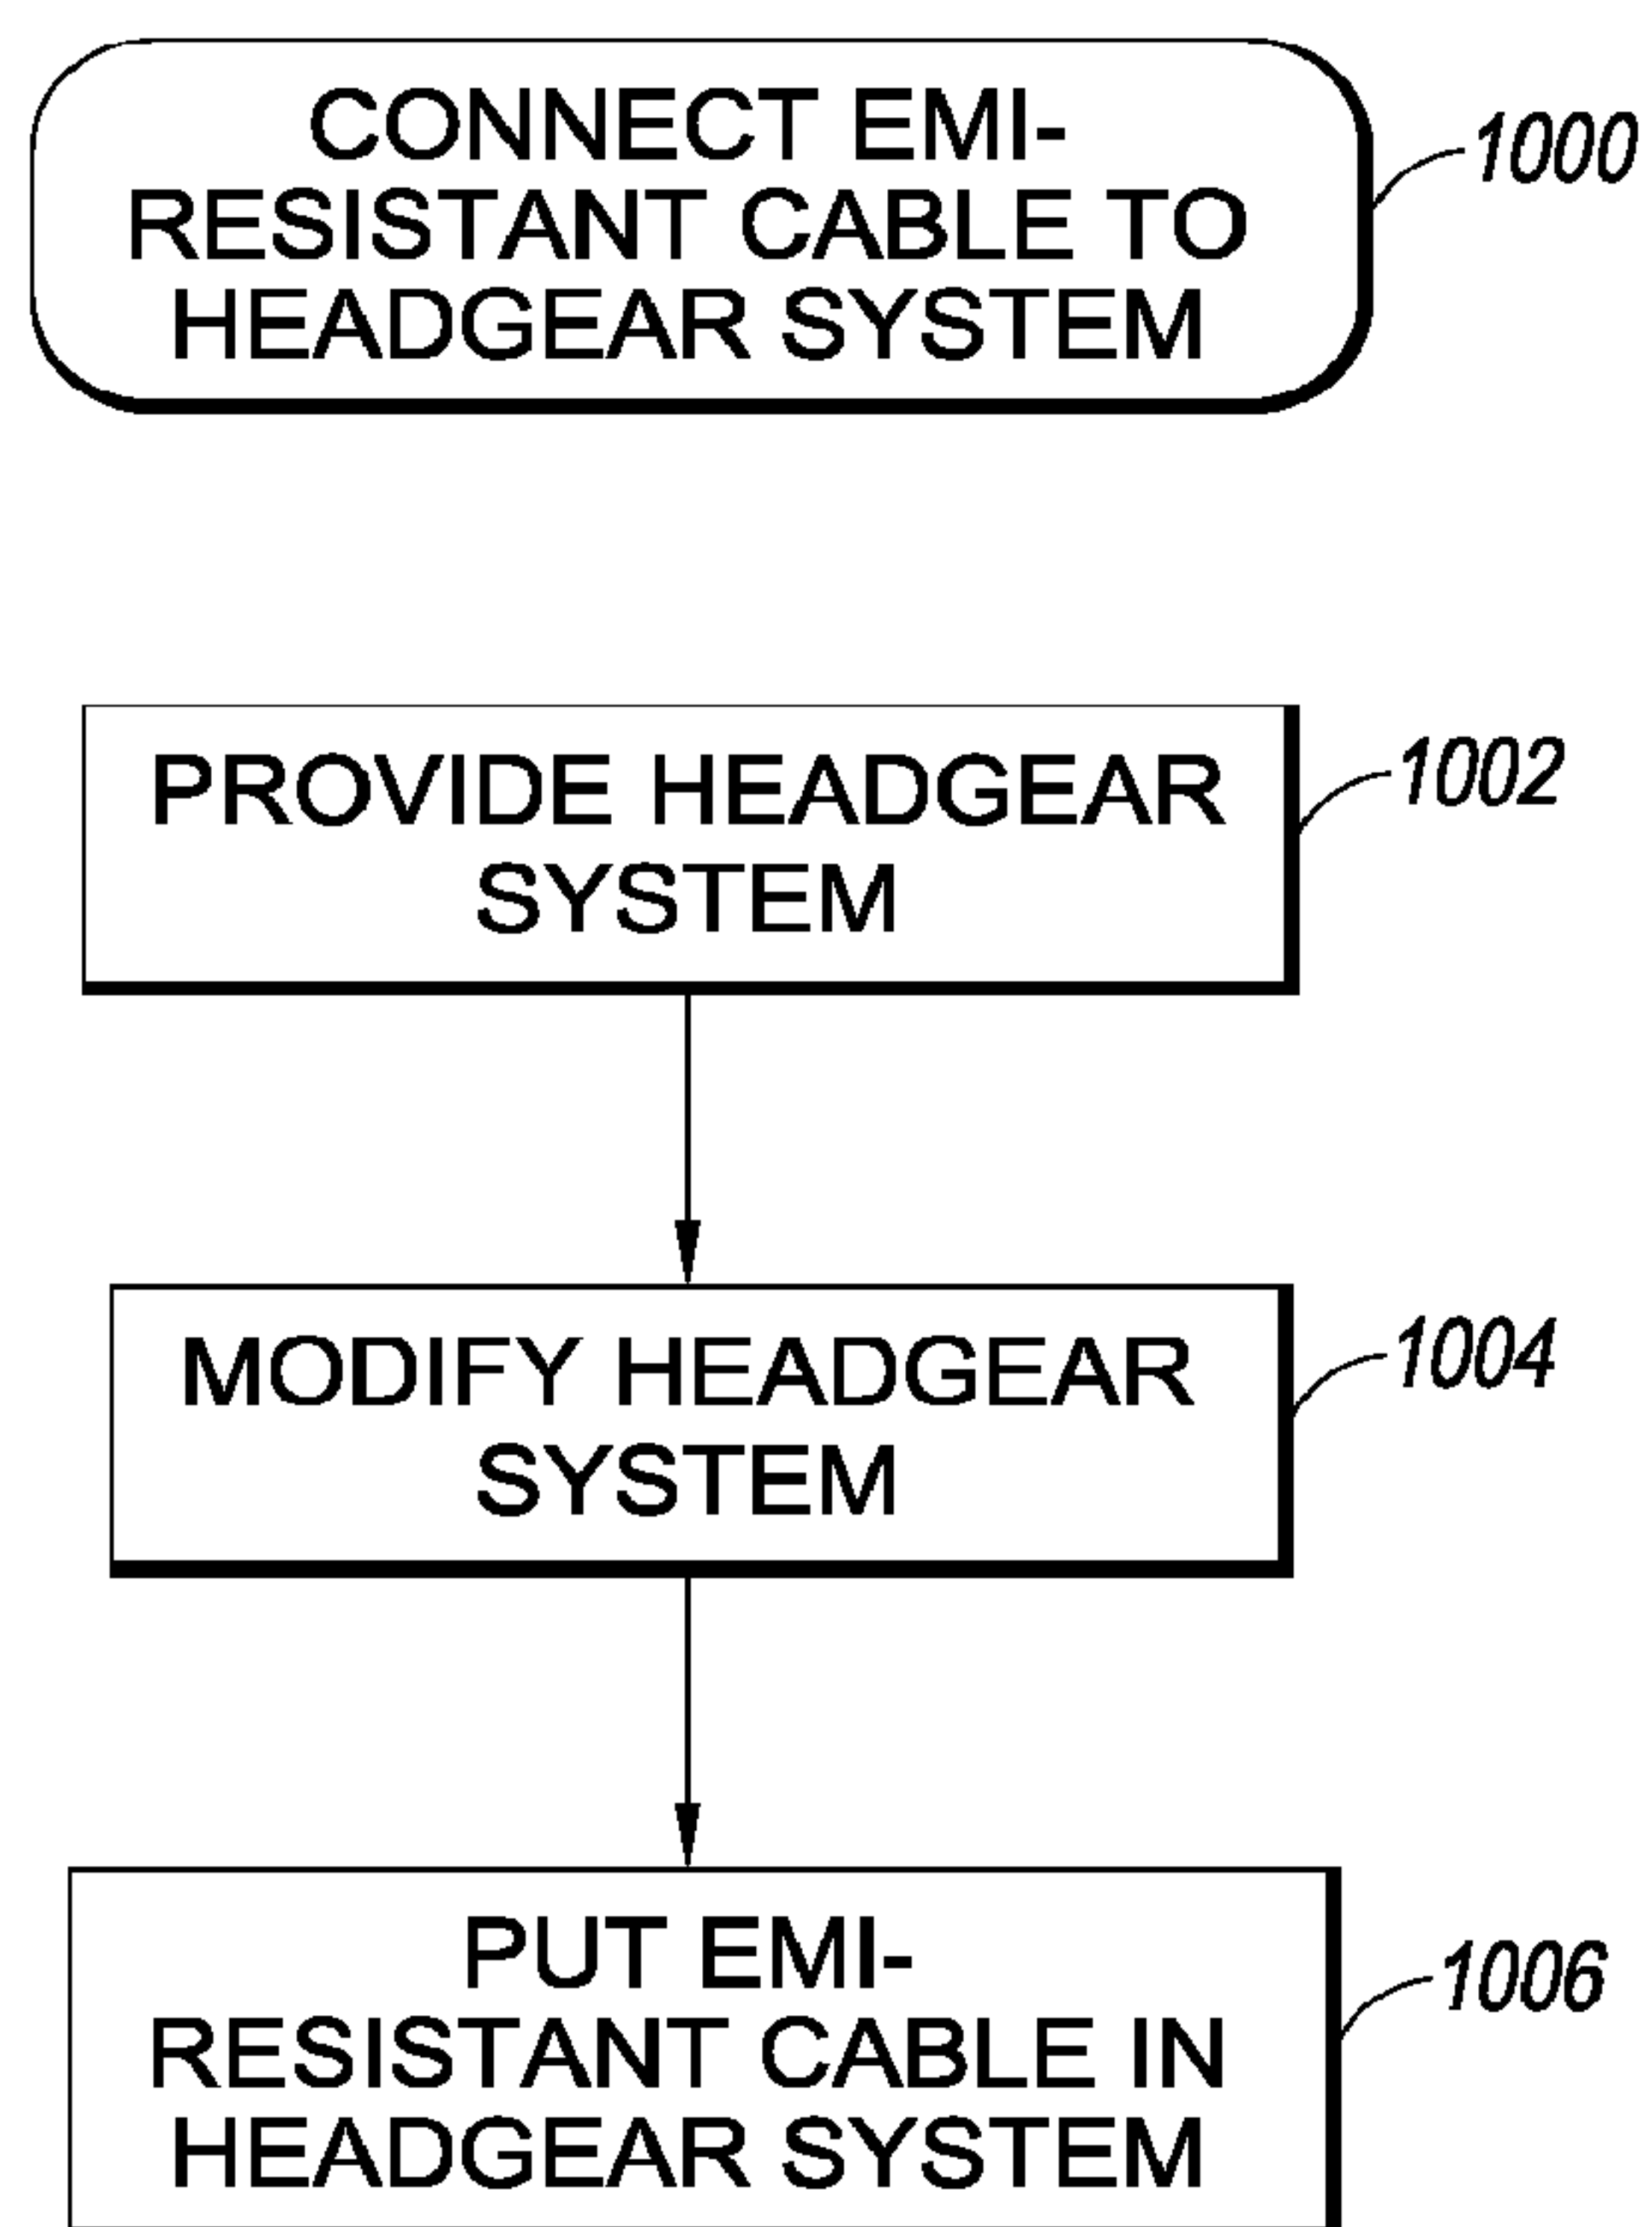 CONNECT EMI-
RESISTANT CABLE TO
HEADGEAR SYSTEM
1000
PROVIDE HEADGEAR
SYSTEM
1002
MODIFY HEADGEAR
SYSTEM
1004
PUT EMI-
RESISTANT CABLE IN
HEADGEAR SYSTEM
1006